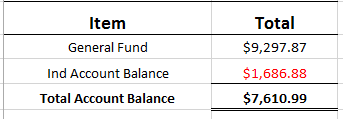 Item Total
General Fund $9,297.87
Ind Account Balance $1,686.88
Total Account Balance $7,610.99